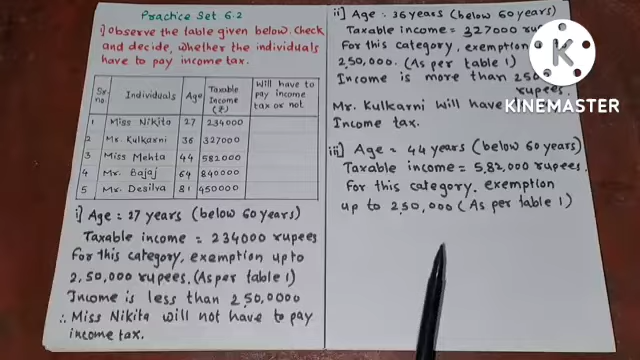 Practice Set 6.2
1] Observe the table given below. Check
and decide, whether the individuals
have to pay income tax.
Sr. no. Individuals Age Taxable Income (₹) Will have to pay income tax or not
1 Miss Nikita 27 234000
2 Mr. Kulkarni 36 327000
3 Miss Mehta 44 582000
4 Mr. Bajaj 64 840000
5 Mr. Desilva 81 450000
i] Age = 27 years (below 60 years)
Taxable income = 234000 rupees
For this category, exemption upto
2,50,000 rupees. (As per table 1)
Income is less than 2,50,0000
∴ Miss Nikita will not have to pay
income tax.
ii] Age = 36 years (below 60 years)
Taxable income = 327000
For this category, exemption
2,50,000. (As per table 1)
Income is more than
rupees.
Mr. Kulkarni will have
Income tax.
iii] Age = 44 years (below 60 years)
Taxable income = 5,82,000 rupees.
For this category, exemption
up to 2,50,000 (As per table 1)
KINEMASTER